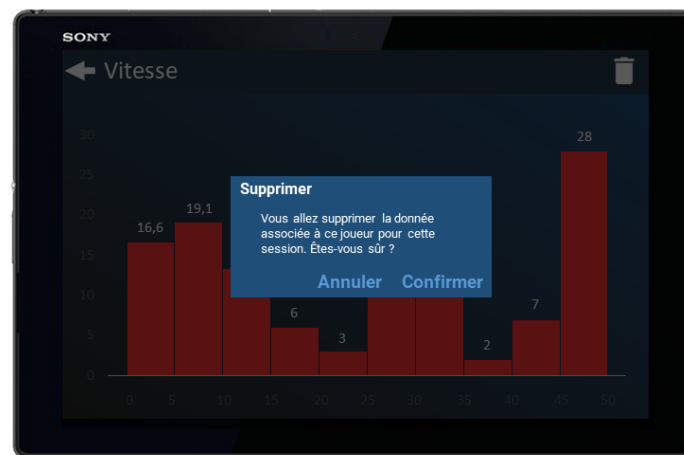 SONY
Vitesse
30
28
25
Supprimer
20
19,1
16,6
Vous allez supprimer la donnée
associée à ce joueur pour cette
session. Êtes-vous sûr ?
15
Annuler Confirmer
10
6
7
5
3
2
0
0 5 10 15 20 25 30 35 40 45 50